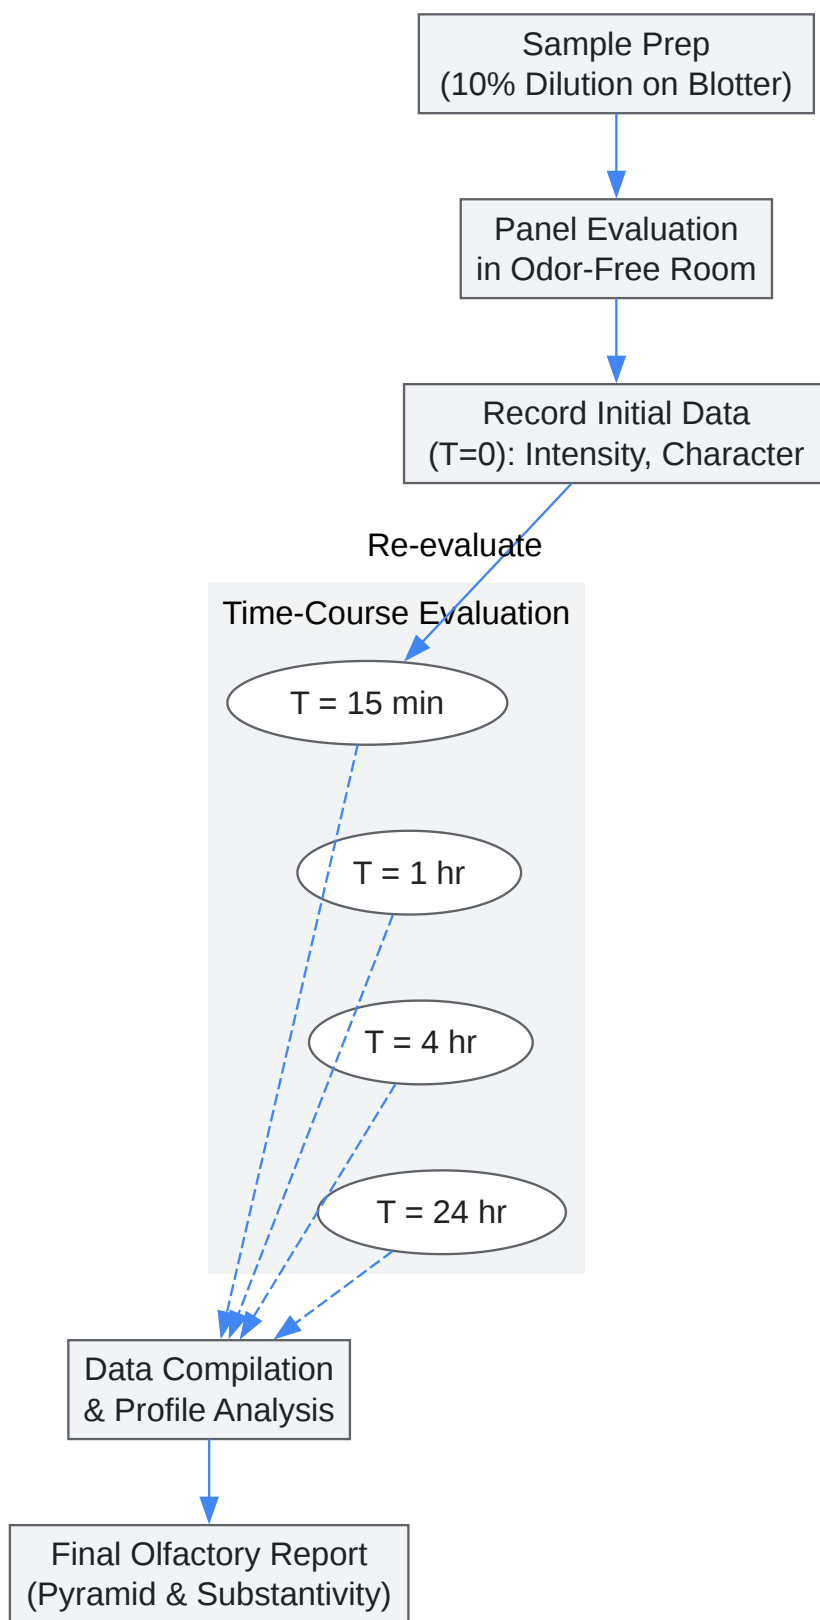 Sample Prep
(10% Dilution on Blotter)
Panel Evaluation
in Odor-Free Room
Record Initial Data
(T=0): Intensity, Character
Re-evaluate
Time-Course Evaluation
T = 15 min
T = 1 hr
T = 4 hr
T = 24 hr
Data Compilation
& Profile Analysis
Final Olfactory Report
(Pyramid & Substantivity)